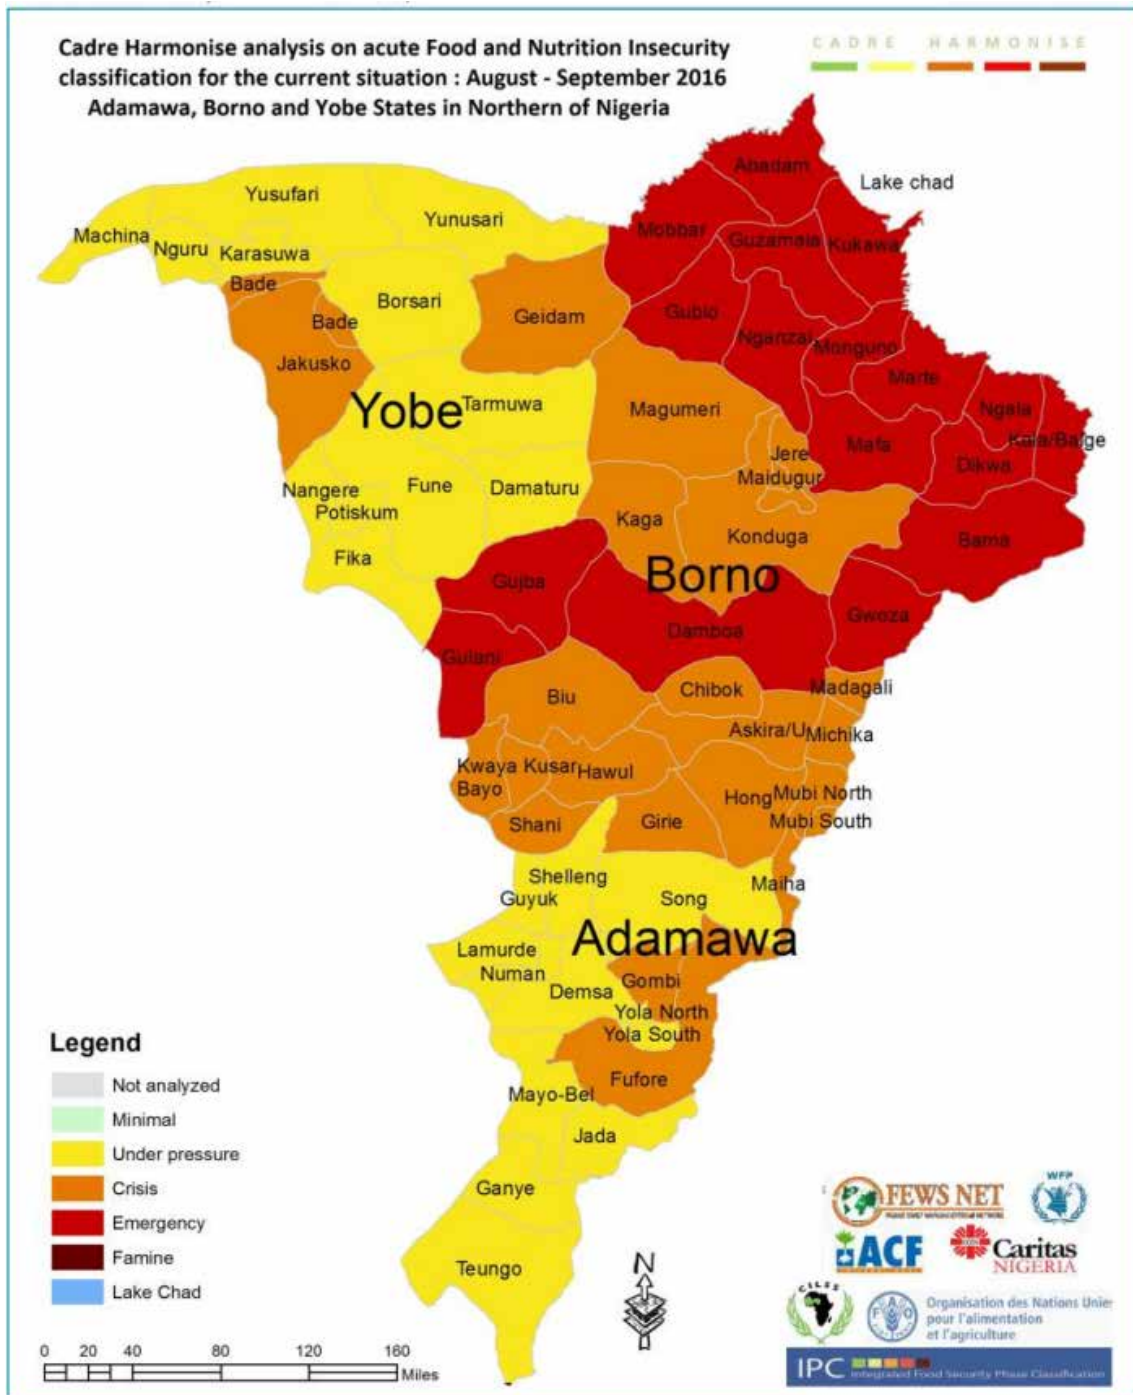 Cadre Harmonise analysis on acute Food and Nutrition Insecurity
classification for the current situation : August - September 2016
Adamawa, Borno and Yobe States in Northern of Nigeria
CADRE HARMONISE
Abadam
Lake chad
Yusufari
Yunusari
Mobbar
Machina
Guzamala
Kukawa
Nguru
Karasuwa
Bade
Borsari
Geidam
Gubio
Bade
Nganzai
Monguno
Jakusko
Marte
Yobe
Tarmuwa
Magumeri
Ngala
Kala/Balge
Mafa
Jere
Dikwa
Maidugur
Nangere
Fune
Damaturu
Potiskum
Kaga
Konduga
Bama
Fika
Gujba
Borno
Gwoza
Damboa
Gulani
Biu
Chibok
Madagali
Askira/U
Michika
Kwaya Kusar
Hawul
Bayo
Hong
Mubi North
Shani
Girie
Mubi South
Shelleng
Maiha
Guyuk
Song
Adamawa
Lamurde
Numan
Gombi
Demsa
Yola North
Yola South
Fufore
Mayo-Bel
Jada
Ganye
Teungo
Legend
Not analyzed
Minimal
Under pressure
Crisis
Emergency
Famine
Lake Chad
0 20 40 80 120 160
Miles
N
FEWS NET
WFP
ACF
Caritas
NIGERIA
CILSS
FAO
Organisation des Nations Unies
pour l'alimentation
et l'agriculture
IPC
Integrated Food Security Phase Classification